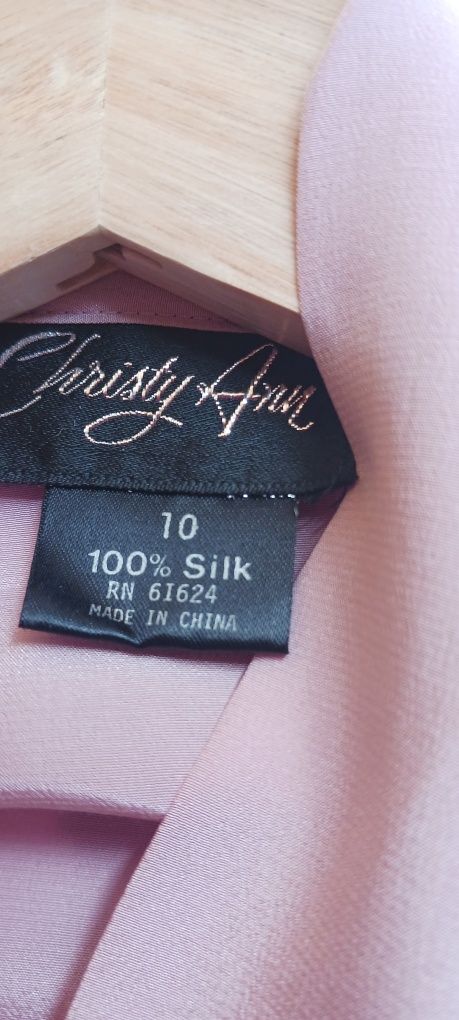 Christy Ann
10
100% Silk
RN 61624
MADE IN CHINA